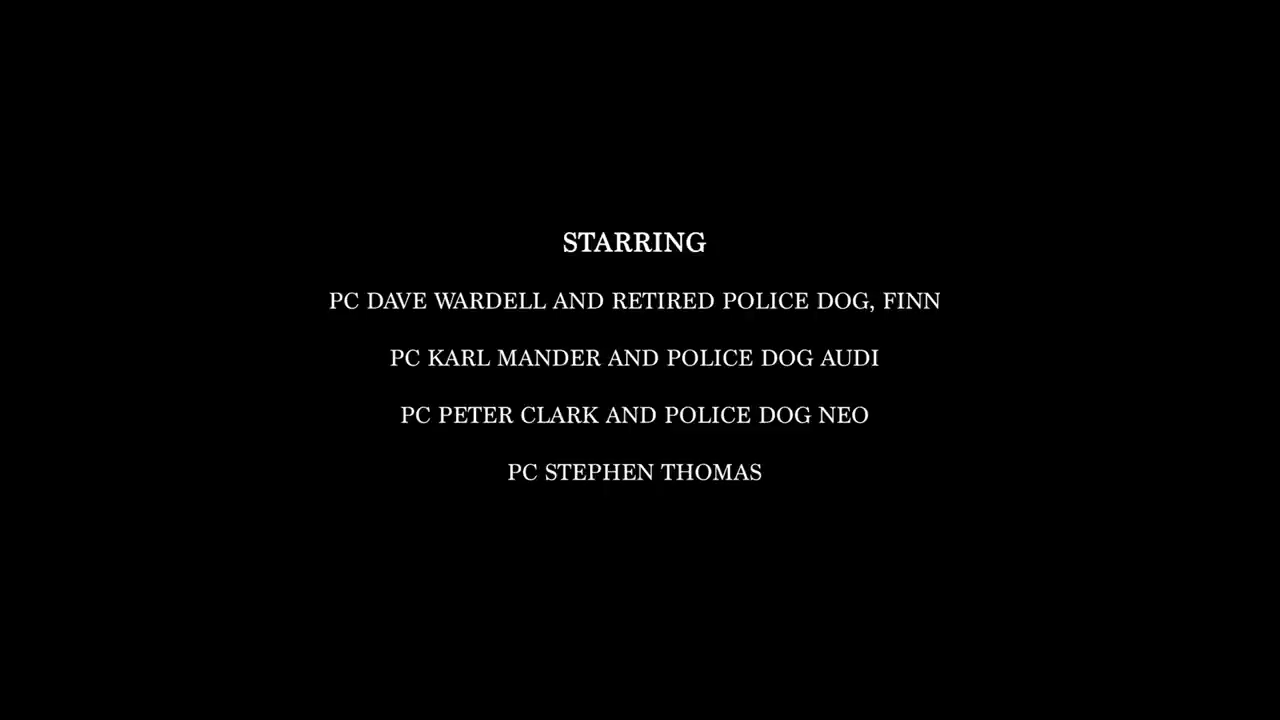 STARRING
PC DAVE WARDELL AND RETIRED POLICE DOG, FINN
PC KARL MANDER AND POLICE DOG AUDI
PC PETER CLARK AND POLICE DOG NEO
PC STEPHEN THOMAS